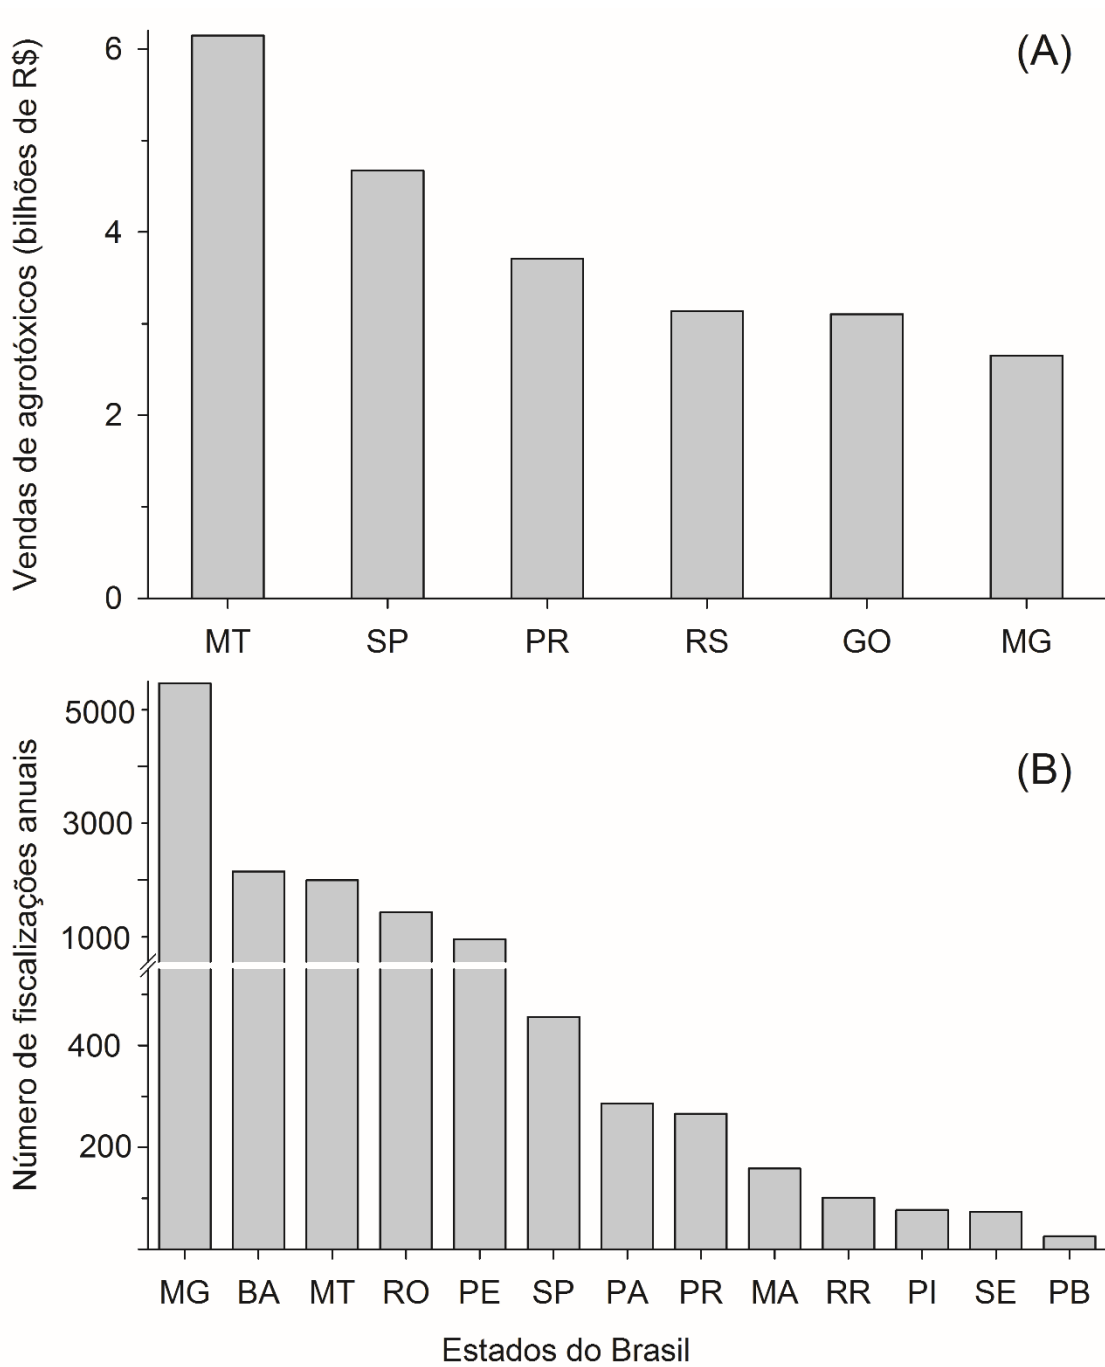 Vendas de agrotóxicos (bilhões de R$)
(A)
6
4
2
0
MT SP PR RS GO MG
Número de fiscalizações anuais
(B)
5000
3000
1000
400
200
MG BA MT RO PE SP PA PR MA RR PI SE PB
Estados do Brasil